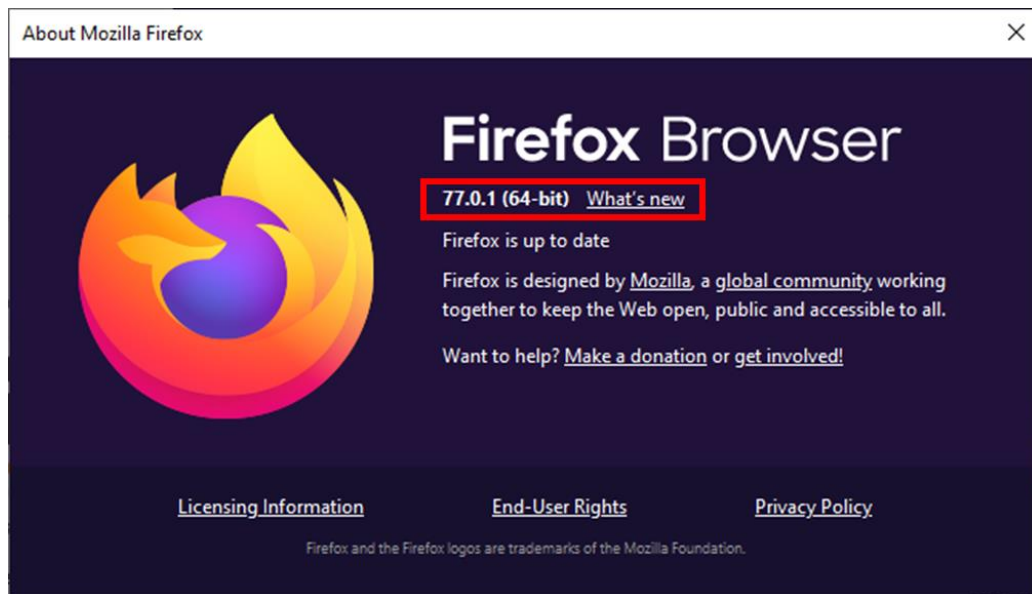 About Mozilla Firefox
Firefox Browser
77.0.1 (64-bit) What's new
Firefox is up to date
Firefox is designed by Mozilla, a global community working
together to keep the Web open, public and accessible to all.
Want to help? Make a donation or get involved!
Licensing Information End-User Rights Privacy Policy
Firefox and the Firefox logos are trademarks of the Mozilla Foundation.